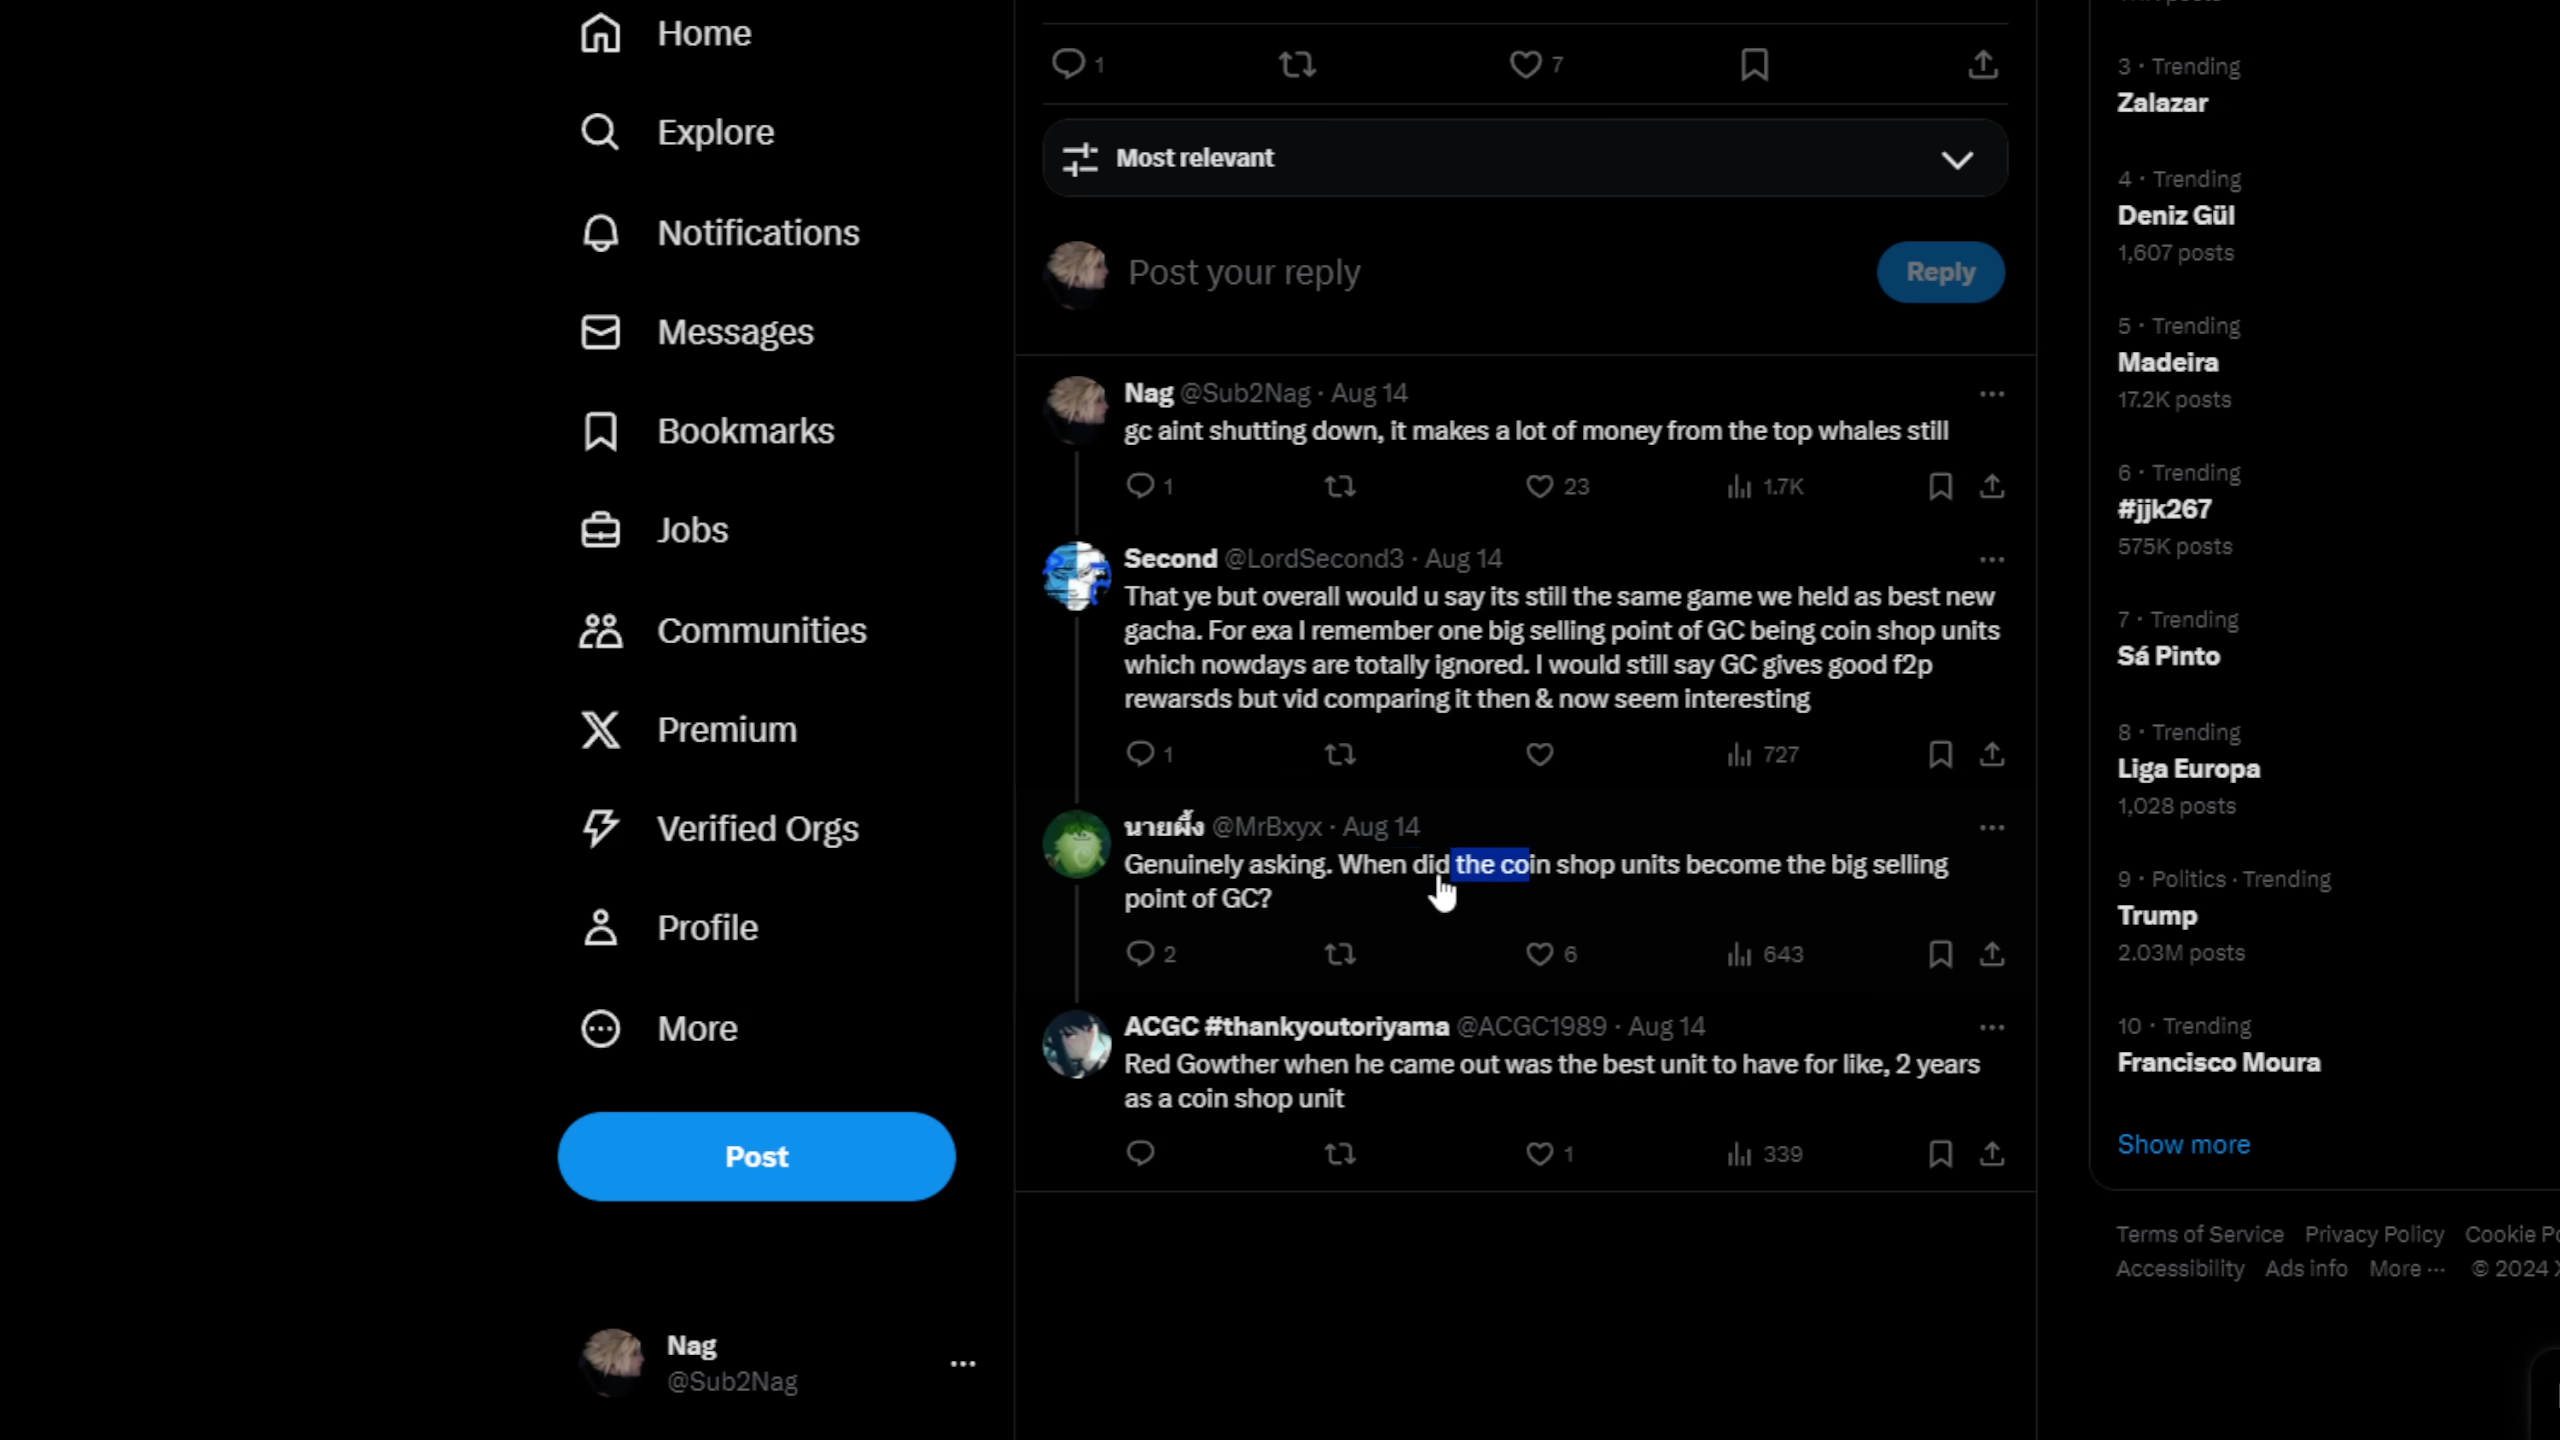 Home
Explore
Notifications
Messages
Bookmarks
Jobs
Communities
Premium
Verified Orgs
Profile
More
Post
Nag
@Sub2Nag
1
7
Most relevant
Post your reply
Reply
Nag @Sub2Nag · Aug 14
gc aint shutting down, it makes a lot of money from the top whales still
1 23 1.7K
Second @LordSecond3 · Aug 14
That ye but overall would u say its still the same game we held as best new
gacha. For exa I remember one big selling point of GC being coin shop units
which nowdays are totally ignored. I would still say GC gives good f2p
rewarsds but vid comparing it then & now seem interesting
1 727
นายผึ้ง @MrBxyx · Aug 14
Genuinely asking. When did the coin shop units become the big selling
point of GC?
2 6 643
ACGC #thankyoutoriyama @ACGC1989 · Aug 14
Red Gowther when he came out was the best unit to have for like, 2 years
as a coin shop unit
1 339
3 · Trending
Zalazar
4 · Trending
Deniz Gül
1,607 posts
5 · Trending
Madeira
17.2K posts
6 · Trending
#jjk267
575K posts
7 · Trending
Sá Pinto
8 · Trending
Liga Europa
1,028 posts
9 · Politics · Trending
Trump
2.03M posts
10 · Trending
Francisco Moura
Show more
Terms of Service Privacy Policy Cookie
Accessibility Ads info More ··· © 2024